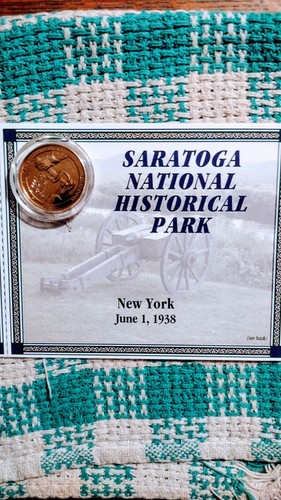 SARATOGA
NATIONAL
HISTORICAL
PARK
New York
June 1, 1938
(see back)